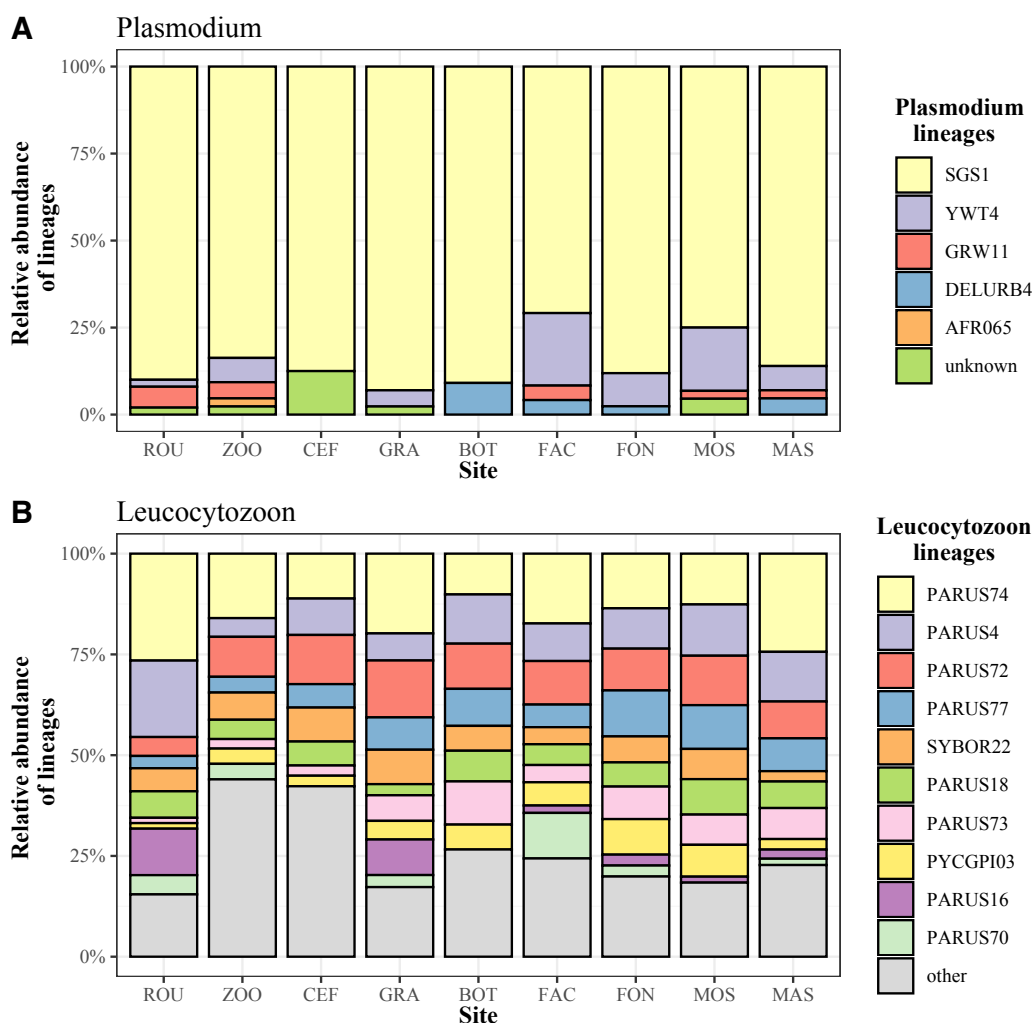 A
Plasmodium
100%
75%
50%
25%
0%
Relative abundance
of lineages
ROU ZOO CEF GRA BOT FAC FON MOS MAS
Site
Plasmodium
lineages
SGS1
YWT4
GRW11
DELURB4
AFR065
unknown
B
Leucocytozoon
100%
75%
50%
25%
0%
Relative abundance
of lineages
ROU ZOO CEF GRA BOT FAC FON MOS MAS
Site
Leucocytozoon
lineages
PARUS74
PARUS4
PARUS72
PARUS77
SYBOR22
PARUS18
PARUS73
PYCGPI03
PARUS16
PARUS70
other